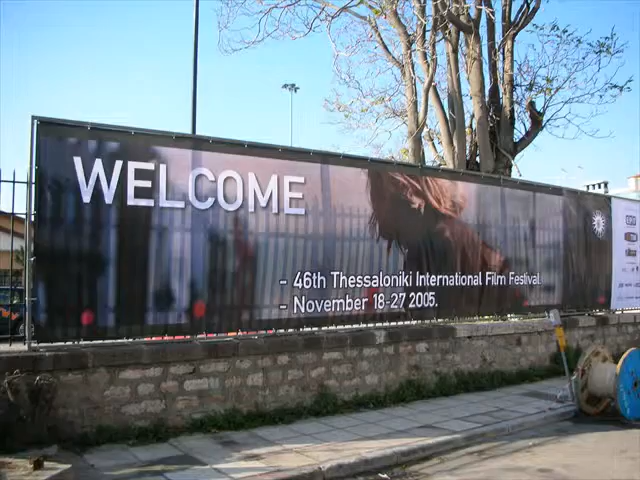 WELCOME
- 46th Thessaloniki International Film Festival.
- November 18-27 2005.